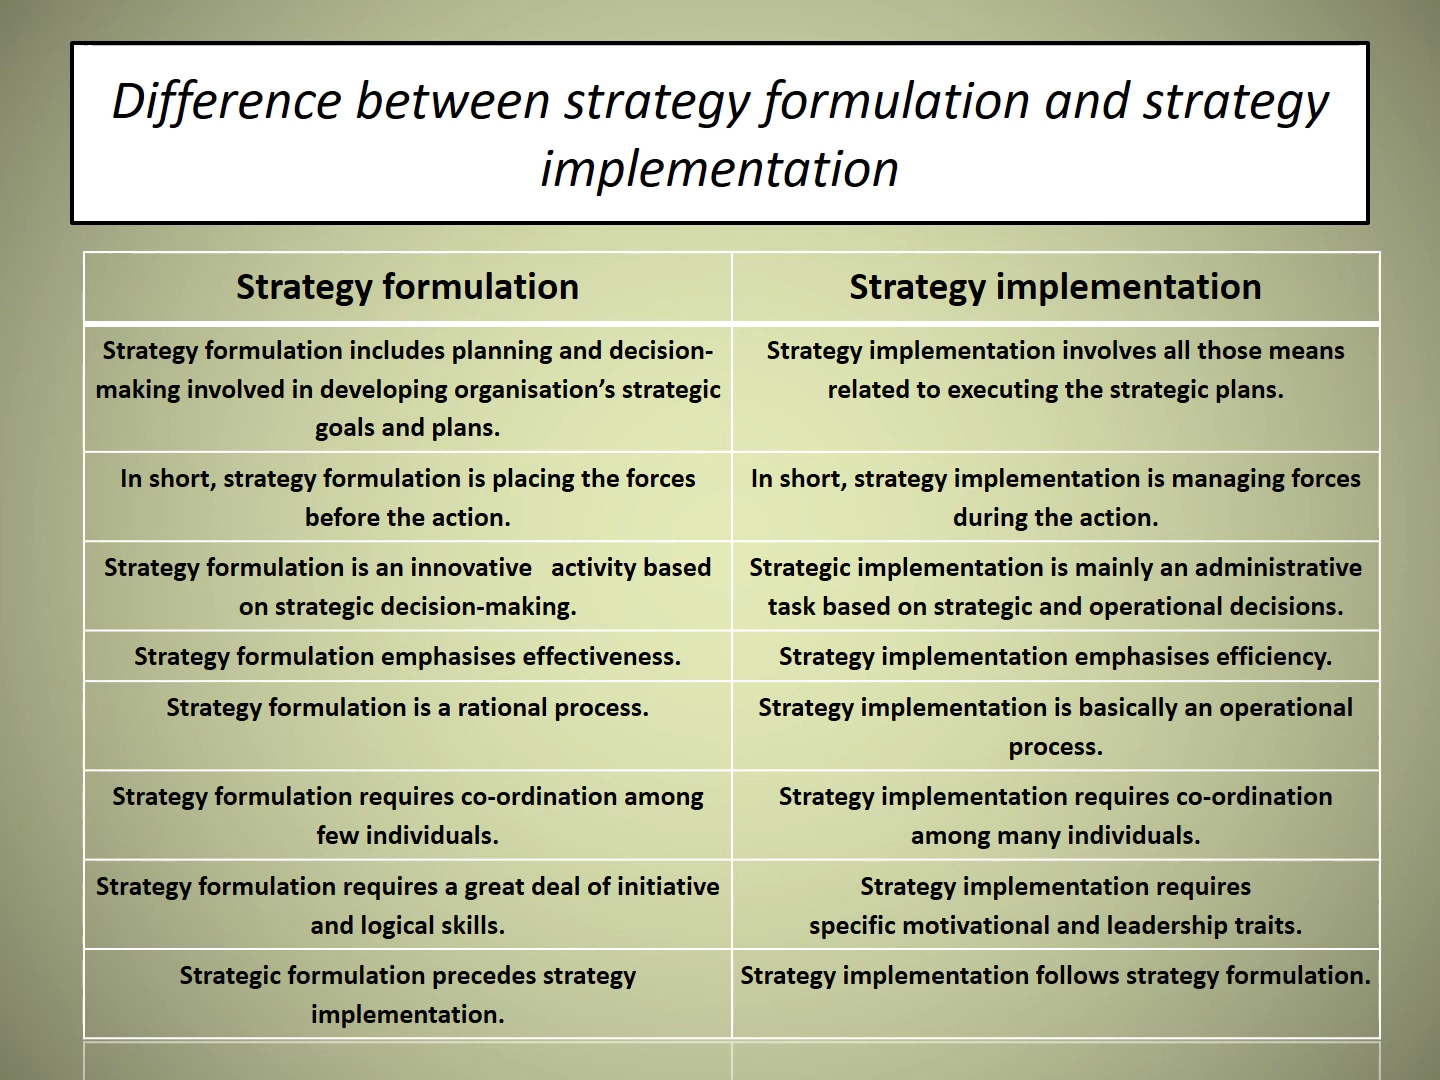 Difference between strategy formulation and strategy
implementation
Strategy formulation
Strategy implementation
Strategy formulation includes planning and decision-
making involved in developing organisation’s strategic
goals and plans.
Strategy implementation involves all those means
related to executing the strategic plans.
In short, strategy formulation is placing the forces
before the action.
In short, strategy implementation is managing forces
during the action.
Strategy formulation is an innovative   activity based
on strategic decision-making.
Strategic implementation is mainly an administrative
task based on strategic and operational decisions.
Strategy formulation emphasises effectiveness.
Strategy implementation emphasises efficiency.
Strategy formulation is a rational process.
Strategy implementation is basically an operational
process.
Strategy formulation requires co-ordination among
few individuals.
Strategy implementation requires co-ordination
among many individuals.
Strategy formulation requires a great deal of initiative
and logical skills.
Strategy implementation requires
specific motivational and leadership traits.
Strategic formulation precedes strategy
implementation.
Strategy implementation follows strategy formulation.